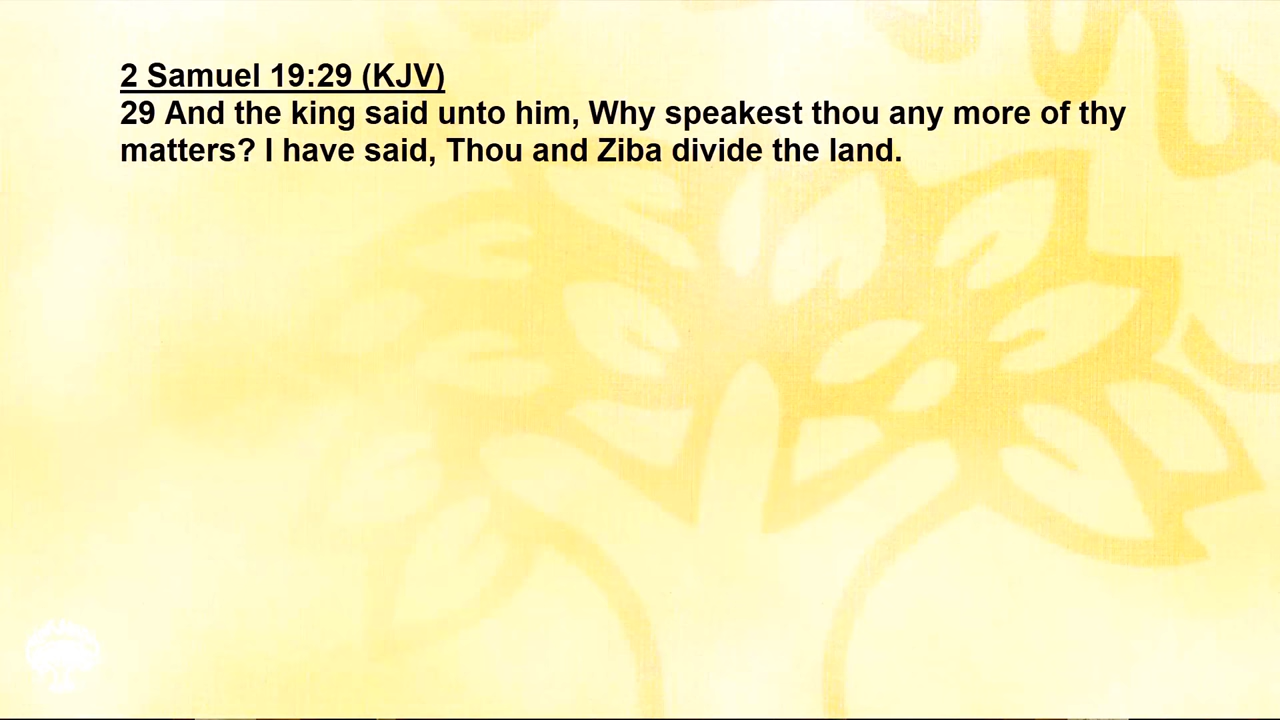 2 Samuel 19:29 (KJV)
29 And the king said unto him, Why speakest thou any more of thy
matters? I have said, Thou and Ziba divide the land.